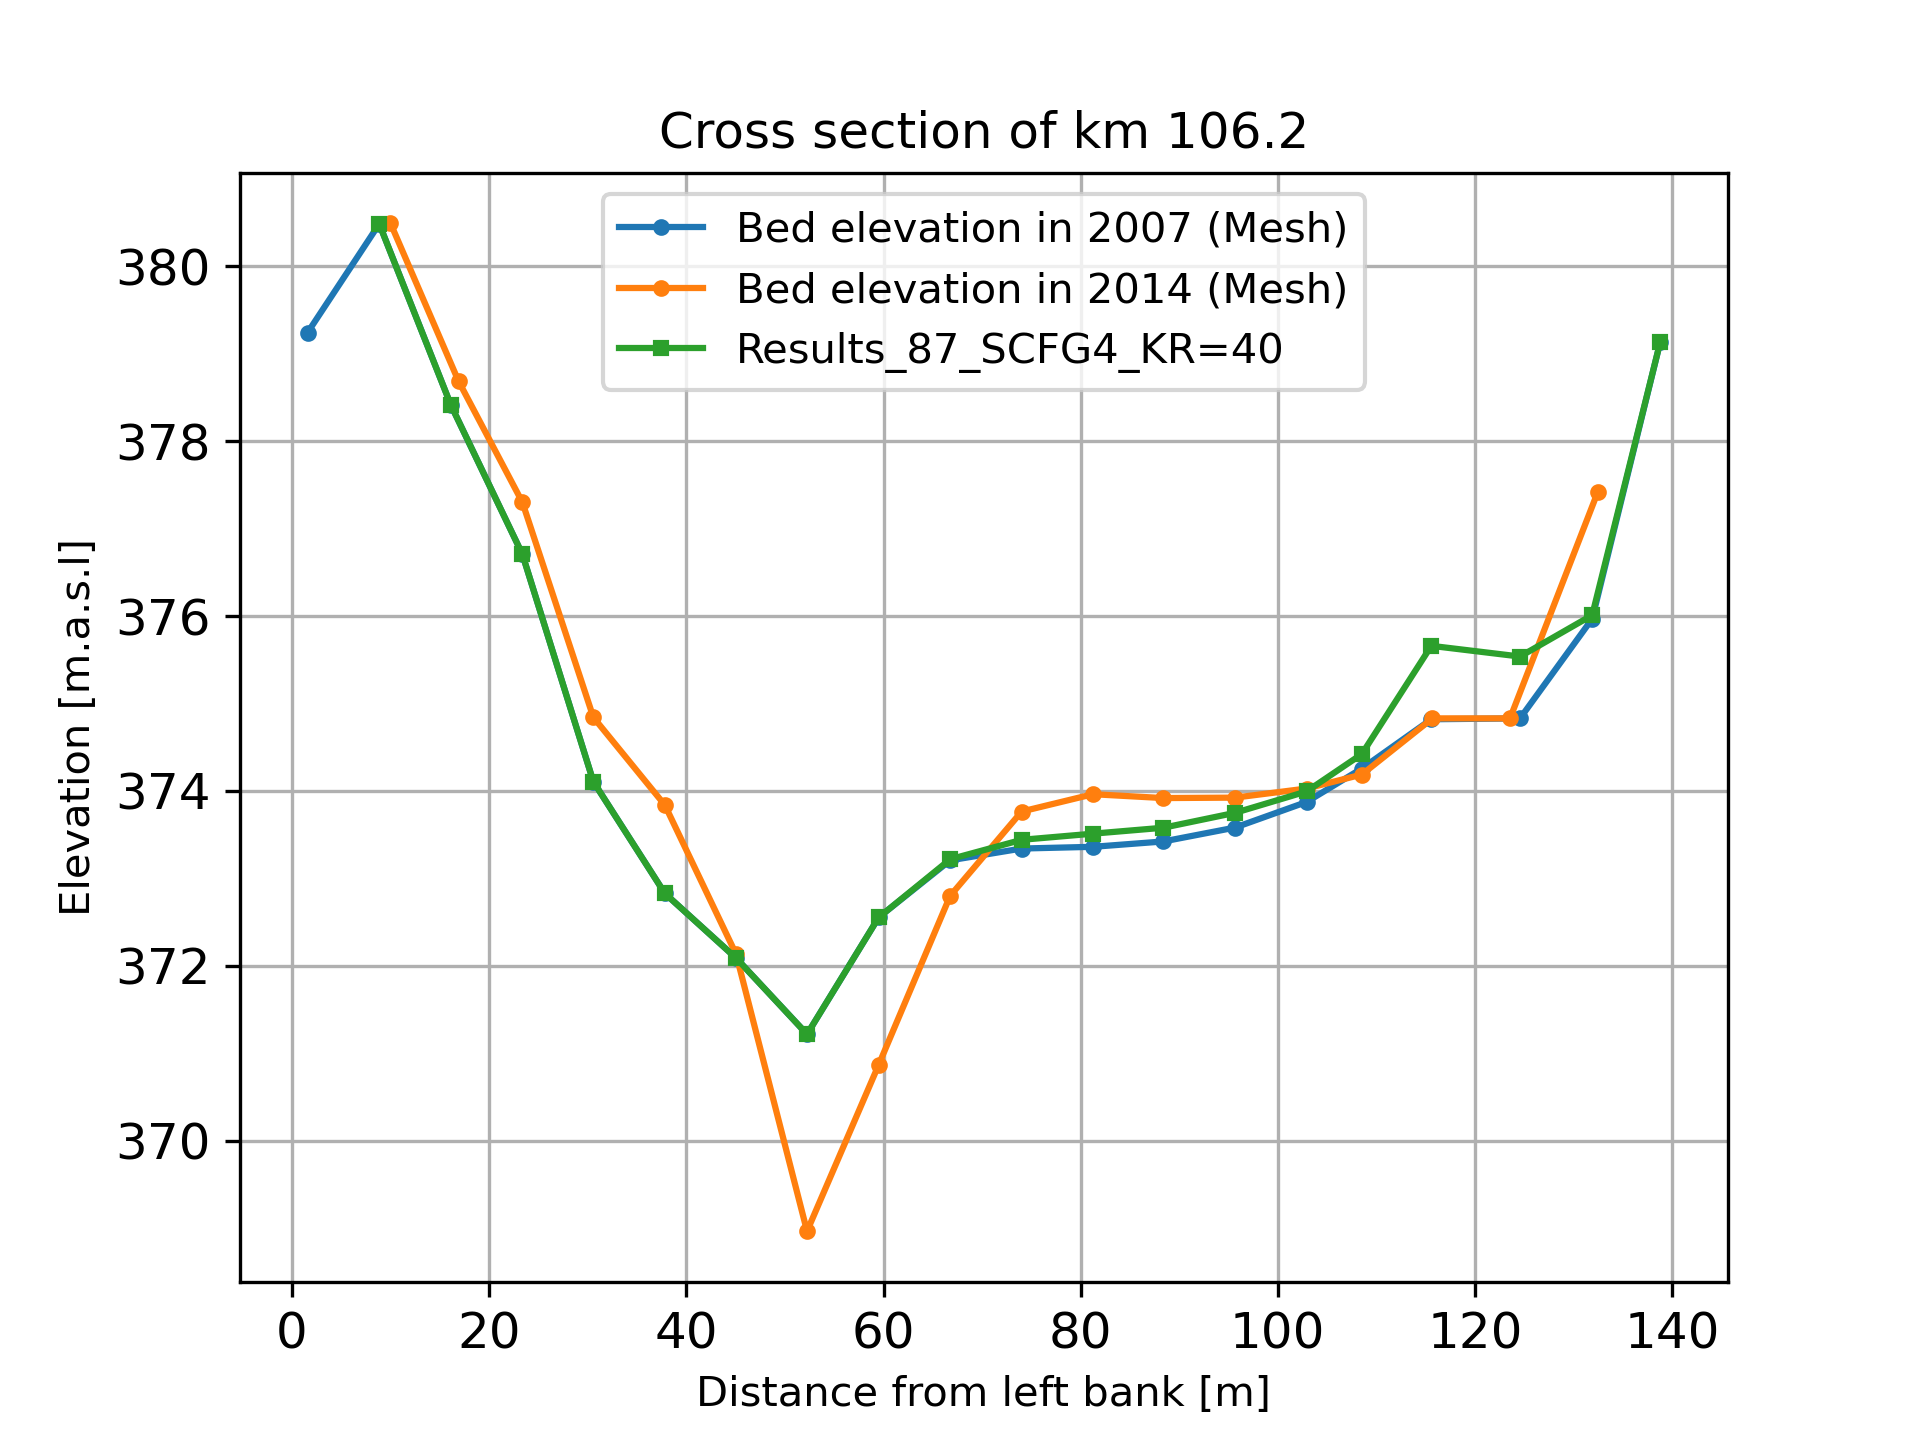 Cross section of km 106.2
Bed elevation in 2007 (Mesh)
Bed elevation in 2014 (Mesh)
Results_87_SCFG4_KR=40
Elevation [m.a.s.l]
380
378
376
374
372
370
0 20 40 60 80 100 120 140
Distance from left bank [m]